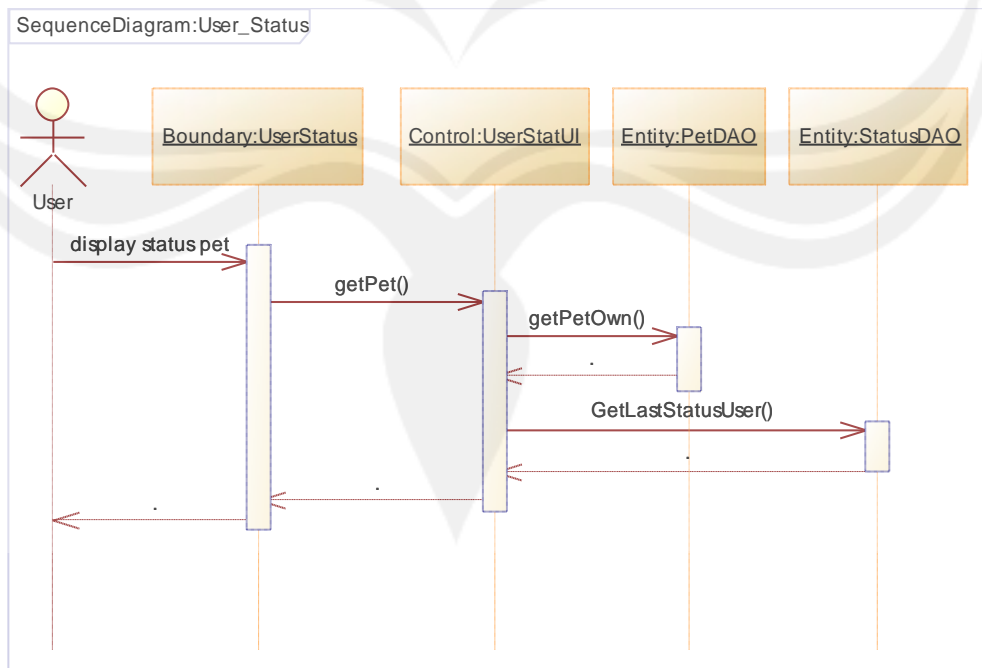 SequenceDiagram:User_Status
Boundary:UserStatus
Control:UserStatUI
Entity:PetDAO
Entity:StatusDAO
User
display status pet
getPet()
getPetOwn()
.
GetLastStatusUser()
.
.
.